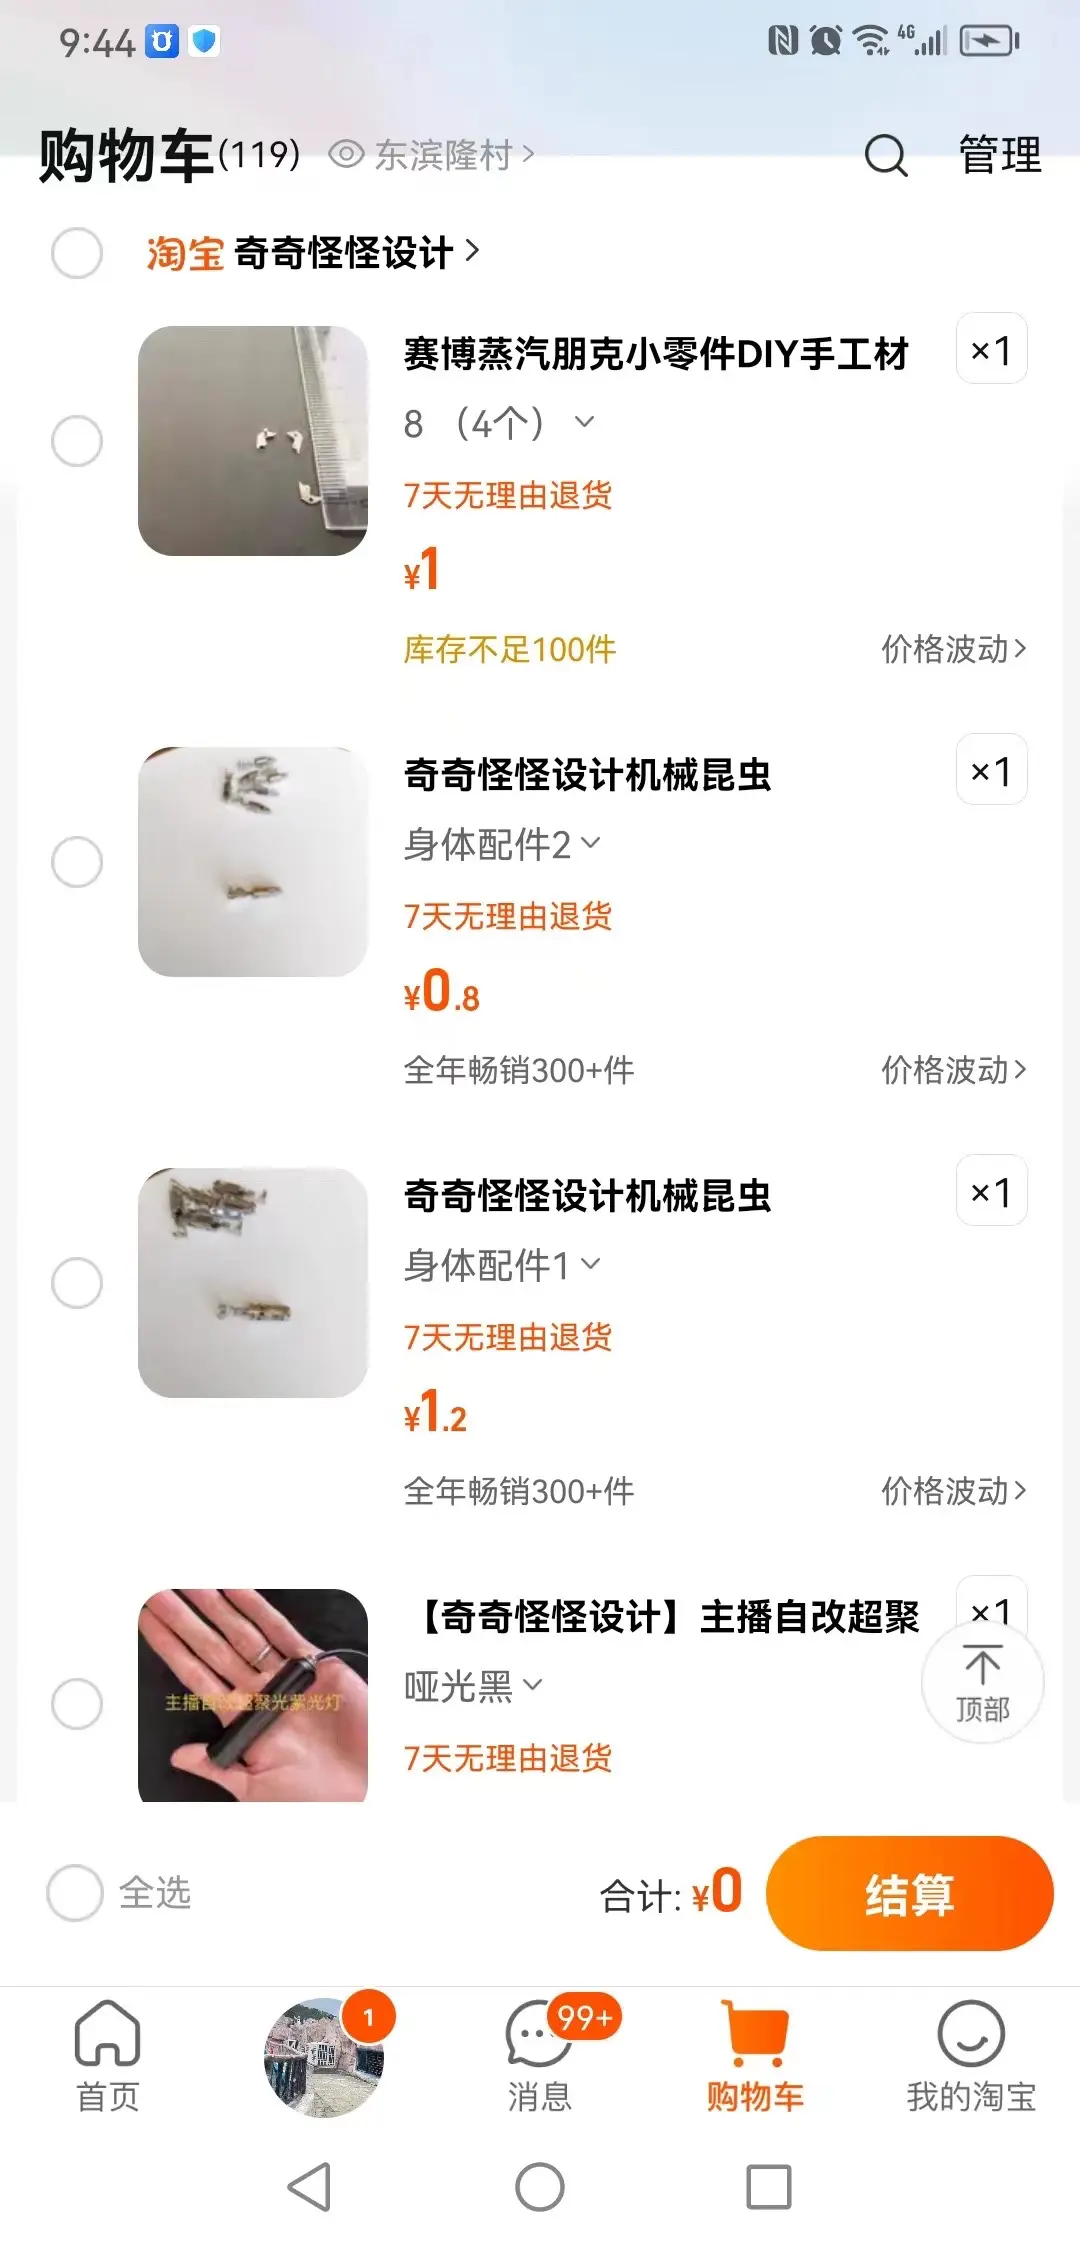 9:44
4G
购物车(119) 东滨隆村>
管理
淘宝 奇奇怪怪设计>
赛博蒸汽朋克小零件DIY手工材
×1
8 （4个）
7天无理由退货
¥1
库存不足100件
价格波动>
奇奇怪怪设计机械昆虫
×1
身体配件2
7天无理由退货
¥0.8
全年畅销300+件
价格波动>
奇奇怪怪设计机械昆虫
×1
身体配件1
7天无理由退货
¥1.2
全年畅销300+件
价格波动>
【奇奇怪怪设计】主播自改超聚
×1
主播自改超聚光紫光灯
哑光黑
7天无理由退货
顶部
全选
合计: ¥0
结算
1
99+
首页
消息
购物车
我的淘宝